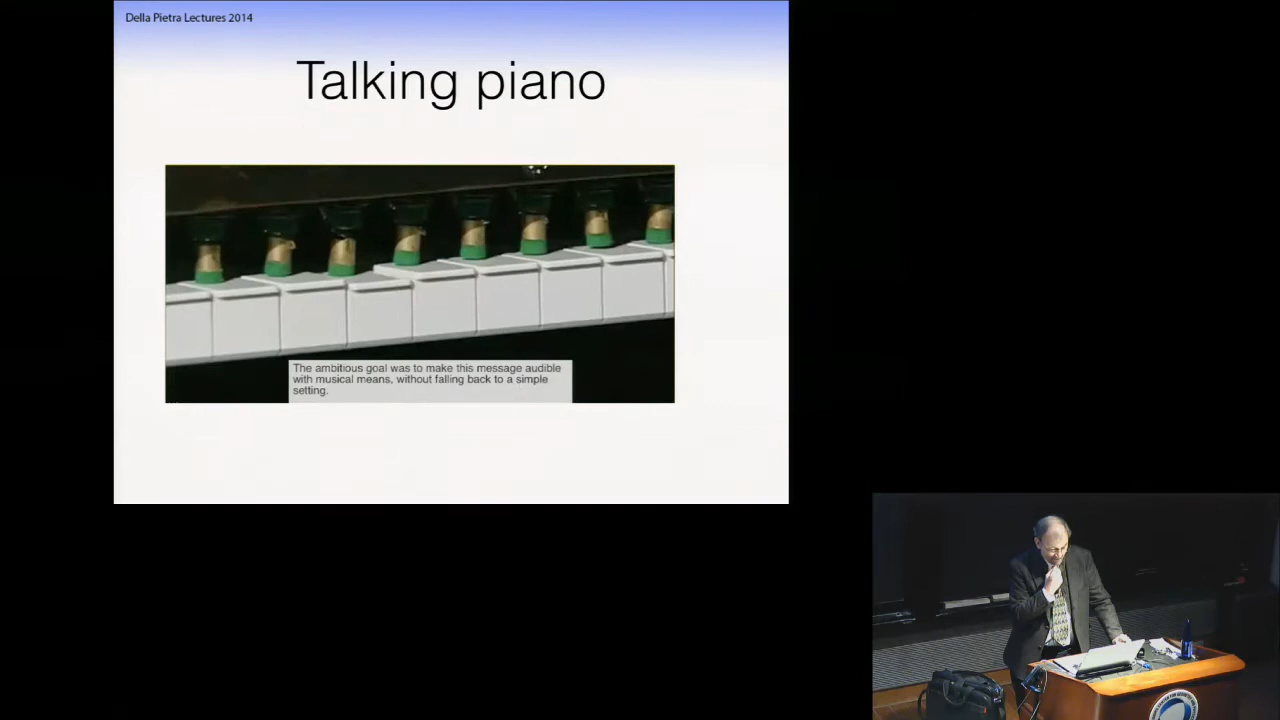 Della Pietra Lectures 2014
Talking piano
The ambitious goal was to make this message audible
with musical means, without falling back to a simple
setting.